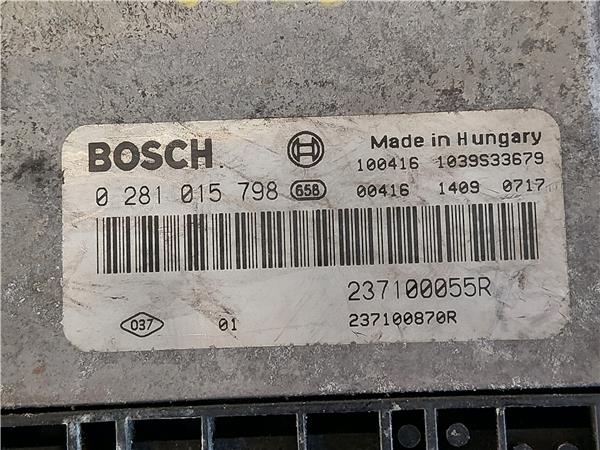 BOSCH Made in Hungary
100416 1039S33679
0 281 015 798 658 00416 1409 0717
237100055R
037 01 237100870R